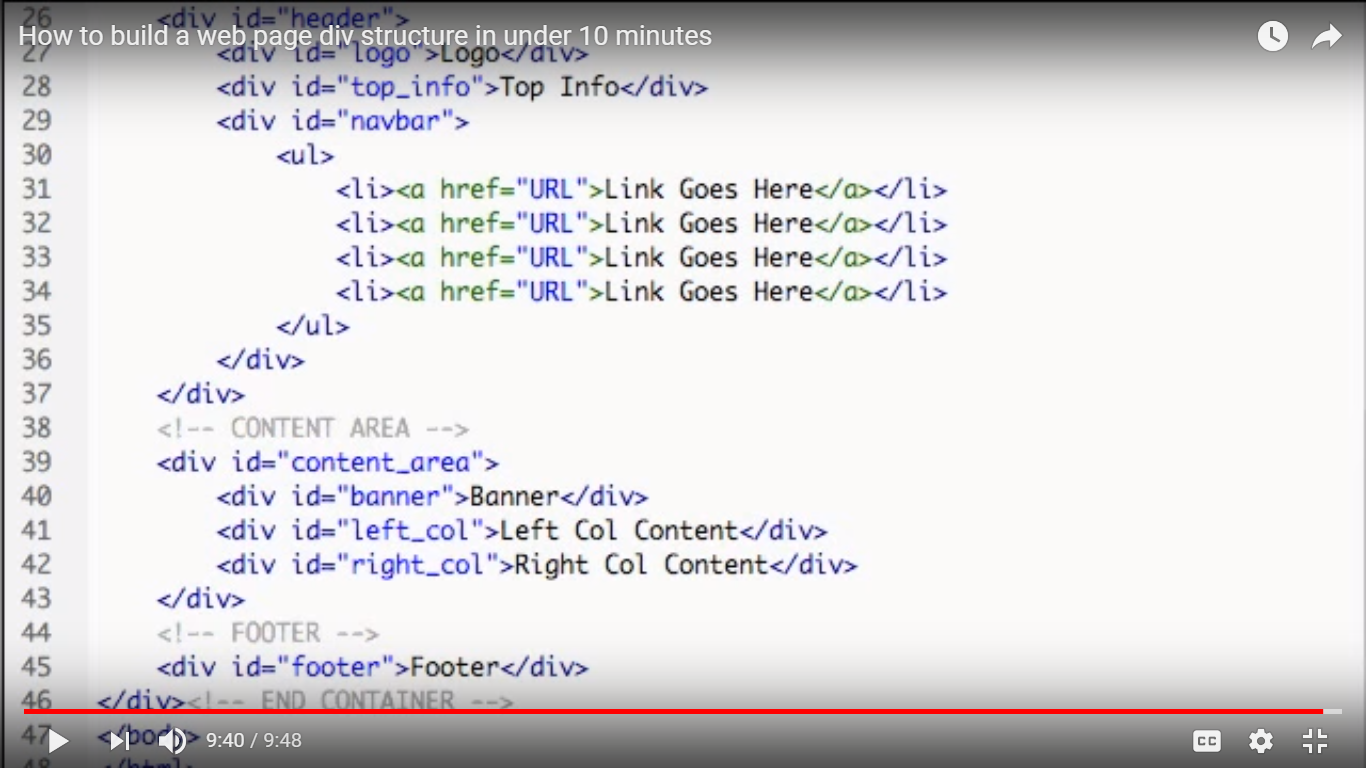 26 <div id="header">
How to build a web page div structure in under 10 minutes
27 <div id="logo">Logo</div>
28 <div id="top_info">Top Info</div>
29 <div id="navbar">
30 <ul>
31 <li><a href="URL">Link Goes Here</a></li>
32 <li><a href="URL">Link Goes Here</a></li>
33 <li><a href="URL">Link Goes Here</a></li>
34 <li><a href="URL">Link Goes Here</a></li>
35 </ul>
36 </div>
37 </div>
38 <!-- CONTENT AREA -->
39 <div id="content_area">
40 <div id="banner">Banner</div>
41 <div id="left_col">Left Col Content</div>
42 <div id="right_col">Right Col Content</div>
43 </div>
44 <!-- FOOTER -->
45 <div id="footer">Footer</div>
46 </div><!-- END CONTAINER -->
47 </body>
9:40 / 9:48
CC
48 </html>